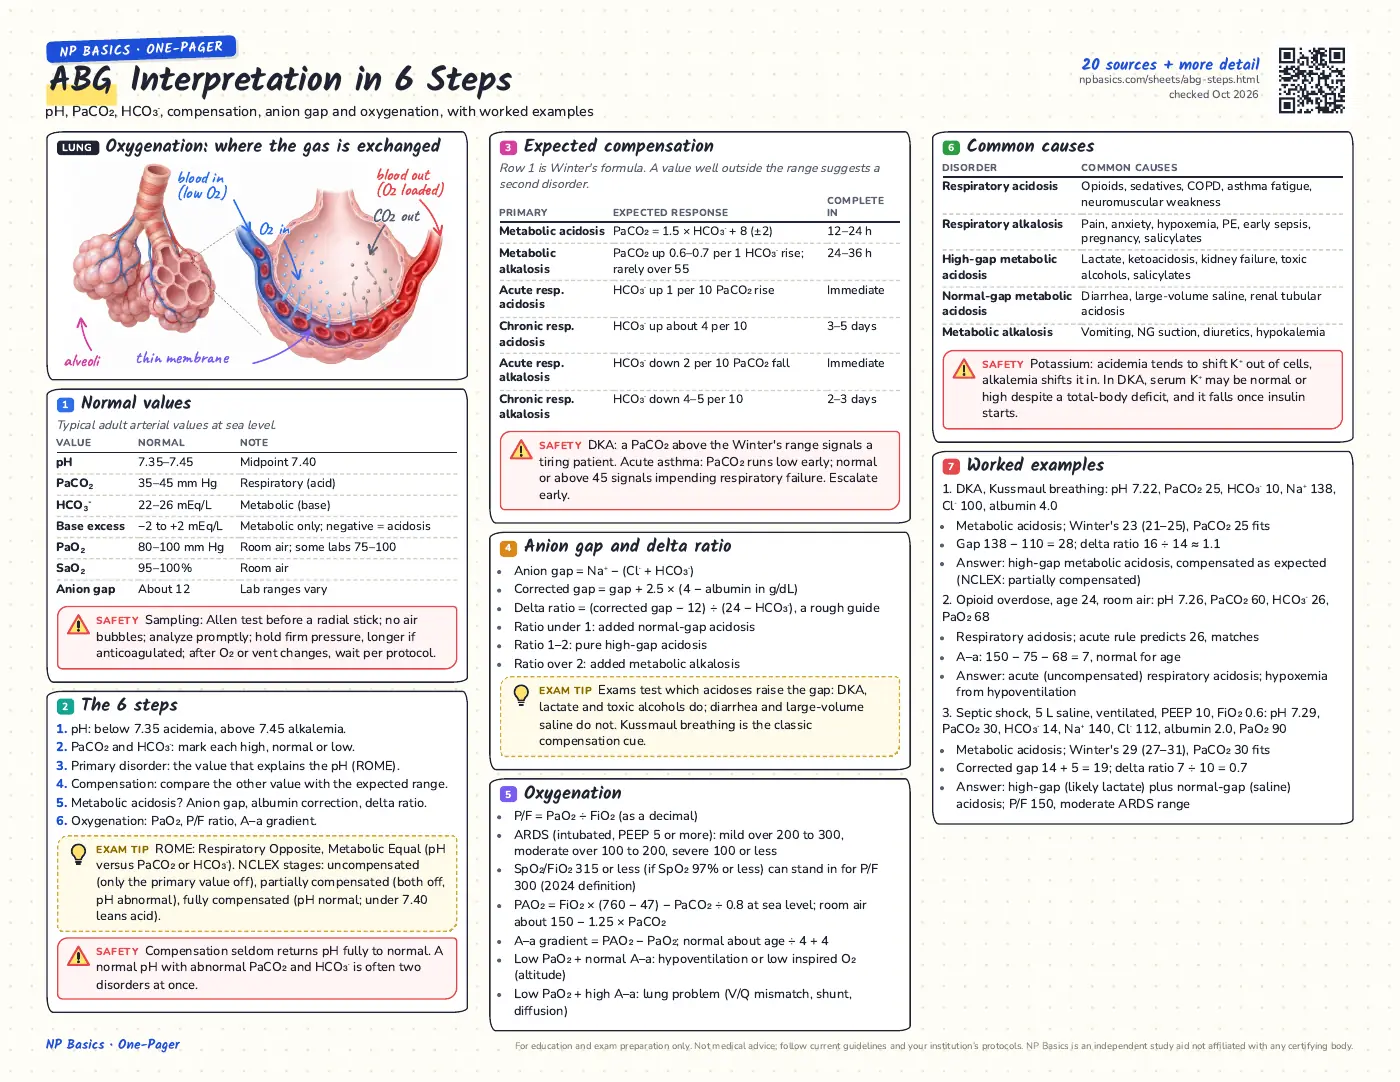 NP BASICS · ONE-PAGER
ABG Interpretation in 6 Steps
pH, PaCO₂, HCO₃⁻, compensation, anion gap and oxygenation, with worked examples
20 sources + more detail
npbasics.com/sheets/abg-steps.html
checked Oct 2026
LUNG Oxygenation: where the gas is exchanged
blood in
(low O₂)
blood out
(O₂ loaded)
CO₂ out
O₂ in
alveoli
thin membrane
1 Normal values
Typical adult arterial values at sea level.
VALUE NORMAL NOTE
pH 7.35–7.45 Midpoint 7.40
PaCO₂ 35–45 mm Hg Respiratory (acid)
HCO₃⁻ 22–26 mEq/L Metabolic (base)
Base excess −2 to +2 mEq/L Metabolic only; negative = acidosis
PaO₂ 80–100 mm Hg Room air; some labs 75–100
SaO₂ 95–100% Room air
Anion gap About 12 Lab ranges vary
SAFETY Sampling: Allen test before a radial stick; no air
bubbles; analyze promptly; hold firm pressure, longer if
anticoagulated; after O₂ or vent changes, wait per protocol.
2 The 6 steps
1. pH: below 7.35 acidemia, above 7.45 alkalemia.
2. PaCO₂ and HCO₃⁻: mark each high, normal or low.
3. Primary disorder: the value that explains the pH (ROME).
4. Compensation: compare the other value with the expected range.
5. Metabolic acidosis? Anion gap, albumin correction, delta ratio.
6. Oxygenation: PaO₂, P/F ratio, A–a gradient.
EXAM TIP ROME: Respiratory Opposite, Metabolic Equal (pH
versus PaCO₂ or HCO₃⁻). NCLEX stages: uncompensated
(only the primary value off), partially compensated (both off,
pH abnormal), fully compensated (pH normal; under 7.40
leans acid).
SAFETY Compensation seldom returns pH fully to normal. A
normal pH with abnormal PaCO₂ and HCO₃⁻ is often two
disorders at once.
3 Expected compensation
Row 1 is Winter's formula. A value well outside the range suggests a
second disorder.
PRIMARY EXPECTED RESPONSE COMPLETE IN
Metabolic acidosis PaCO₂ = 1.5 × HCO₃⁻ + 8 (±2) 12–24 h
Metabolic alkalosis PaCO₂ up 0.6–0.7 per 1 HCO₃⁻ rise; rarely over 55 24–36 h
Acute resp. acidosis HCO₃⁻ up 1 per 10 PaCO₂ rise Immediate
Chronic resp. acidosis HCO₃⁻ up about 4 per 10 3–5 days
Acute resp. alkalosis HCO₃⁻ down 2 per 10 PaCO₂ fall Immediate
Chronic resp. alkalosis HCO₃⁻ down 4–5 per 10 2–3 days
SAFETY DKA: a PaCO₂ above the Winter's range signals a
tiring patient. Acute asthma: PaCO₂ runs low early; normal
or above 45 signals impending respiratory failure. Escalate
early.
4 Anion gap and delta ratio
• Anion gap = Na⁺ − (Cl⁻ + HCO₃⁻)
• Corrected gap = gap + 2.5 × (4 − albumin in g/dL)
• Delta ratio = (corrected gap − 12) ÷ (24 − HCO₃⁻), a rough guide
• Ratio under 1: added normal-gap acidosis
• Ratio 1–2: pure high-gap acidosis
• Ratio over 2: added metabolic alkalosis
EXAM TIP Exams test which acidoses raise the gap: DKA,
lactate and toxic alcohols do; diarrhea and large-volume
saline do not. Kussmaul breathing is the classic
compensation cue.
5 Oxygenation
• P/F = PaO₂ ÷ FiO₂ (as a decimal)
• ARDS (intubated, PEEP 5 or more): mild over 200 to 300,
moderate over 100 to 200, severe 100 or less
• SpO₂/FiO₂ 315 or less (if SpO₂ 97% or less) can stand in for P/F
300 (2024 definition)
• PAO₂ = FiO₂ × (760 − 47) − PaCO₂ ÷ 0.8 at sea level; room air
about 150 − 1.25 × PaCO₂
• A–a gradient = PAO₂ − PaO₂; normal about age ÷ 4 + 4
• Low PaO₂ + normal A–a: hypoventilation or low inspired O₂
(altitude)
• Low PaO₂ + high A–a: lung problem (V/Q mismatch, shunt,
diffusion)
6 Common causes
DISORDER COMMON CAUSES
Respiratory acidosis Opioids, sedatives, COPD, asthma fatigue, neuromuscular weakness
Respiratory alkalosis Pain, anxiety, hypoxemia, PE, early sepsis, pregnancy, salicylates
High-gap metabolic acidosis Lactate, ketoacidosis, kidney failure, toxic alcohols, salicylates
Normal-gap metabolic acidosis Diarrhea, large-volume saline, renal tubular acidosis
Metabolic alkalosis Vomiting, NG suction, diuretics, hypokalemia
SAFETY Potassium: acidemia tends to shift K⁺ out of cells,
alkalemia shifts it in. In DKA, serum K⁺ may be normal or
high despite a total-body deficit, and it falls once insulin
starts.
7 Worked examples
1. DKA, Kussmaul breathing: pH 7.22, PaCO₂ 25, HCO₃⁻ 10, Na⁺ 138,
Cl⁻ 100, albumin 4.0
• Metabolic acidosis; Winter's 23 (21–25), PaCO₂ 25 fits
• Gap 138 − 110 = 28; delta ratio 16 ÷ 14 ≈ 1.1
• Answer: high-gap metabolic acidosis, compensated as expected
(NCLEX: partially compensated)
2. Opioid overdose, age 24, room air: pH 7.26, PaCO₂ 60, HCO₃⁻ 26,
PaO₂ 68
• Respiratory acidosis; acute rule predicts 26, matches
• A–a: 150 − 75 − 68 = 7, normal for age
• Answer: acute (uncompensated) respiratory acidosis; hypoxemia
from hypoventilation
3. Septic shock, 5 L saline, ventilated, PEEP 10, FiO₂ 0.6: pH 7.29,
PaCO₂ 30, HCO₃⁻ 14, Na⁺ 140, Cl⁻ 112, albumin 2.0, PaO₂ 90
• Metabolic acidosis; Winter's 29 (27–31), PaCO₂ 30 fits
• Corrected gap 14 + 5 = 19; delta ratio 7 ÷ 10 = 0.7
• Answer: high-gap (likely lactate) plus normal-gap (saline)
acidosis; P/F 150, moderate ARDS range
NP Basics · One-Pager
For education and exam preparation only. Not medical advice; follow current guidelines and your institution's protocols. NP Basics is an independent study aid not affiliated with any certifying body.